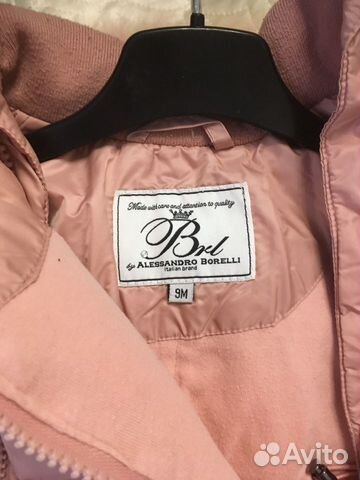 Made with care and attention to quality
Brl
by ALESSANDRO BORELLI
italian brand
9M
Avito